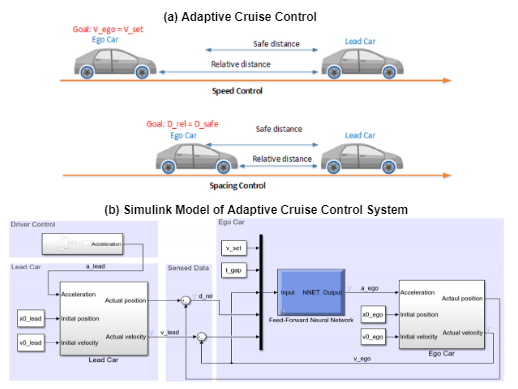 (a) Adaptive Cruise Control
Goal: V_ego = V_set
Ego Car
Safe distance
Lead Car
Relative distance
Speed Control
Goal: D_rel = D_safe
Ego Car
Safe distance
Lead Car
Relative distance
Spacing Control
(b) Simulink Model of Adaptive Cruise Control System
Driver Control
Acceleration
a_lead
Lead Car
Acceleration
Actual position
x0_lead
Initial position
v0_lead
Initial velocity
Actual velocity
Lead Car
Sensed Data
d_rel
v_lead
Ego Car
v_set
t_gap
Input NNET Output
Feed-Forward Neural Network
a_ego
Acceleration
Actual position
x0_ego
Initial position
v0_ego
Initial velocity
Actual velocity
Ego Car
v_ego